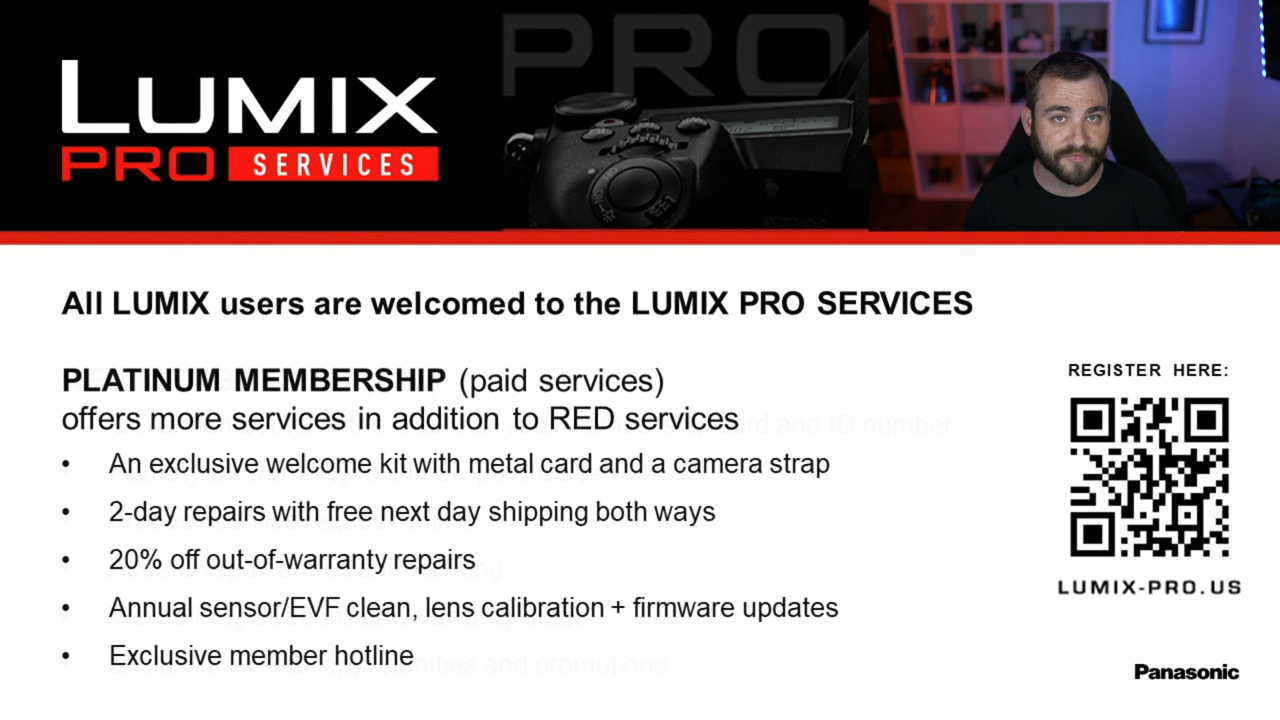 PRO
LUMIX
PRO SERVICES
All LUMIX users are welcomed to the LUMIX PRO SERVICES
PLATINUM MEMBERSHIP (paid services)
offers more services in addition to RED services
• An exclusive welcome kit with metal card and a camera strap
• 2-day repairs with free next day shipping both ways
• 20% off out-of-warranty repairs
• Annual sensor/EVF clean, lens calibration + firmware updates
• Exclusive member hotline
REGISTER HERE:
LUMIX-PRO.US
Panasonic